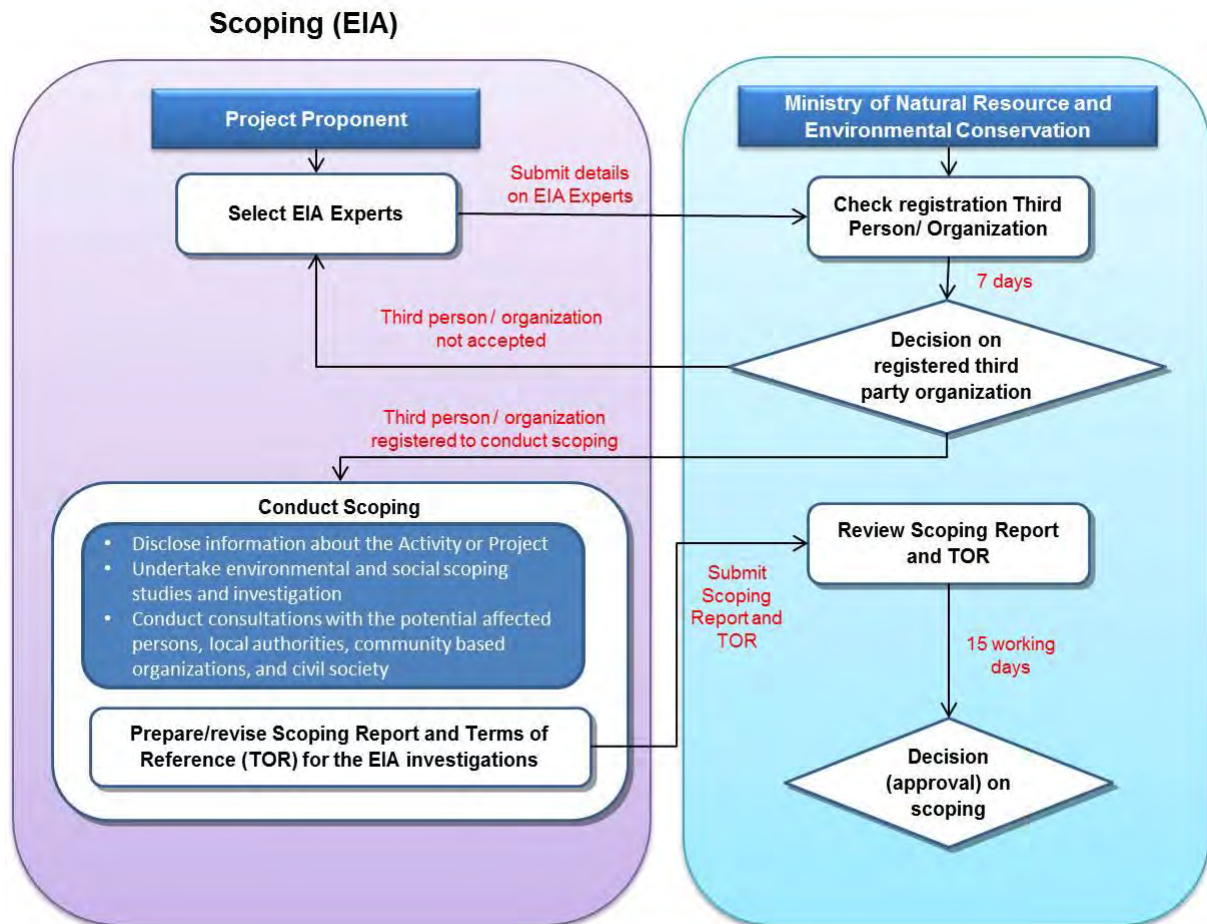 Scoping (EIA)
Project Proponent
Ministry of Natural Resource and
Environmental Conservation
Select EIA Experts
Submit details
on EIA Experts
Check registration Third
Person/ Organization
7 days
Third person / organization
not accepted
Decision on
registered third
party organization
Third person / organization
registered to conduct scoping
Conduct Scoping
• Disclose information about the Activity or Project
• Undertake environmental and social scoping
studies and investigation
• Conduct consultations with the potential affected
persons, local authorities, community based
organizations, and civil society
Prepare/revise Scoping Report and Terms of
Reference (TOR) for the EIA investigations
Submit
Scoping
Report and
TOR
Review Scoping Report
and TOR
15 working
days
Decision
(approval) on
scoping